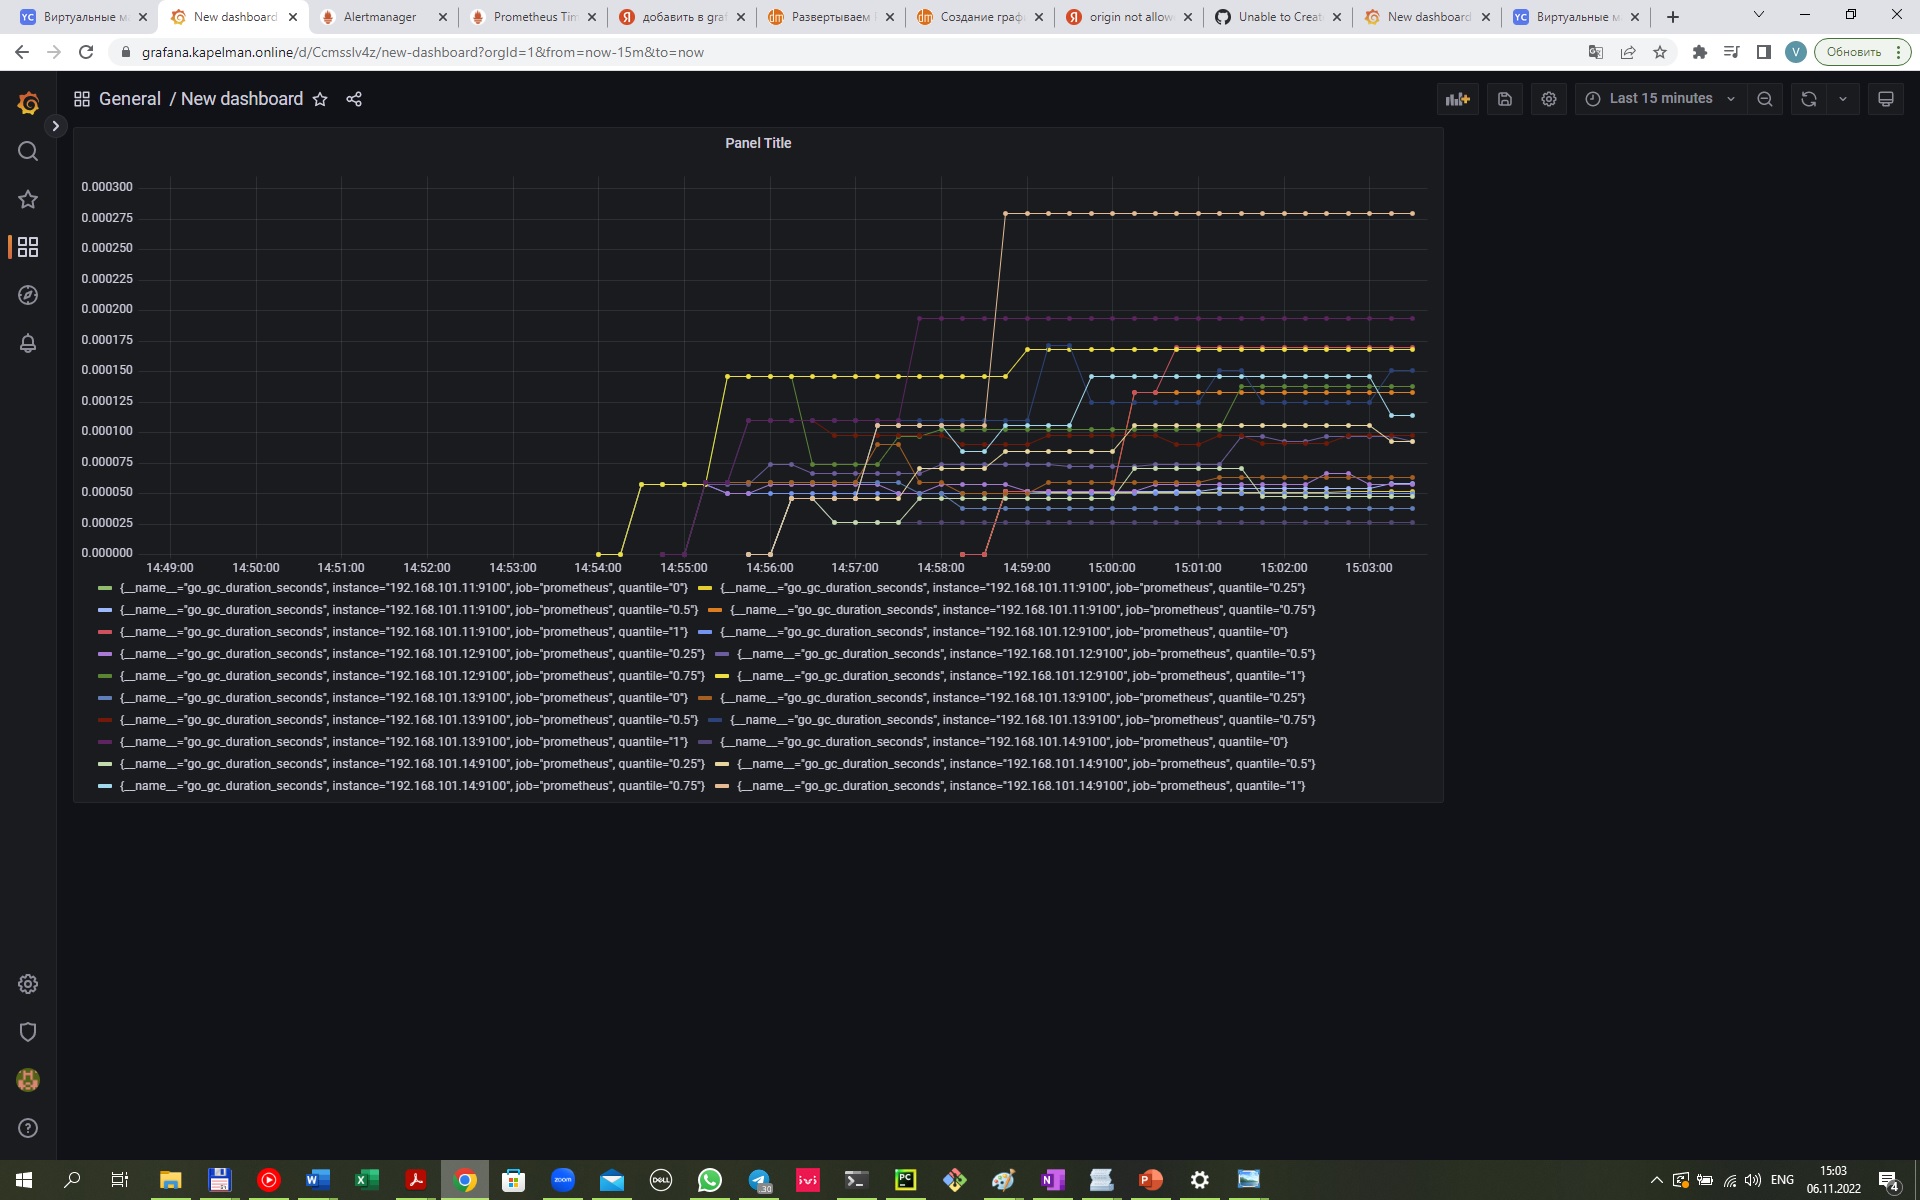 Виртуальные ма
New dashboard
Alertmanager
Prometheus Tim
добавить в graf
Развертываем
Создание граф
origin not allow
Unable to Creat
New dashboard
Виртуальные м
grafana.kapelman.online/d/Ccmsslv4z/new-dashboard?orgId=1&from=now-15m&to=now
V
Обновить
General / New dashboard
Last 15 minutes
Panel Title
0.000300
0.000275
0.000250
0.000225
0.000200
0.000175
0.000150
0.000125
0.000100
0.000075
0.000050
0.000025
0.000000
14:49:00 14:50:00 14:51:00 14:52:00 14:53:00 14:54:00 14:55:00 14:56:00 14:57:00 14:58:00 14:59:00 15:00:00 15:01:00 15:02:00 15:03:00
{__name__="go_gc_duration_seconds", instance="192.168.101.11:9100", job="prometheus", quantile="0"} {__name__="go_gc_duration_seconds", instance="192.168.101.11:9100", job="prometheus", quantile="0.25"}
{__name__="go_gc_duration_seconds", instance="192.168.101.11:9100", job="prometheus", quantile="0.5"} {__name__="go_gc_duration_seconds", instance="192.168.101.11:9100", job="prometheus", quantile="0.75"}
{__name__="go_gc_duration_seconds", instance="192.168.101.11:9100", job="prometheus", quantile="1"} {__name__="go_gc_duration_seconds", instance="192.168.101.12:9100", job="prometheus", quantile="0"}
{__name__="go_gc_duration_seconds", instance="192.168.101.12:9100", job="prometheus", quantile="0.25"} {__name__="go_gc_duration_seconds", instance="192.168.101.12:9100", job="prometheus", quantile="0.5"}
{__name__="go_gc_duration_seconds", instance="192.168.101.12:9100", job="prometheus", quantile="0.75"} {__name__="go_gc_duration_seconds", instance="192.168.101.12:9100", job="prometheus", quantile="1"}
{__name__="go_gc_duration_seconds", instance="192.168.101.13:9100", job="prometheus", quantile="0"} {__name__="go_gc_duration_seconds", instance="192.168.101.13:9100", job="prometheus", quantile="0.25"}
{__name__="go_gc_duration_seconds", instance="192.168.101.13:9100", job="prometheus", quantile="0.5"} {__name__="go_gc_duration_seconds", instance="192.168.101.13:9100", job="prometheus", quantile="0.75"}
{__name__="go_gc_duration_seconds", instance="192.168.101.13:9100", job="prometheus", quantile="1"} {__name__="go_gc_duration_seconds", instance="192.168.101.14:9100", job="prometheus", quantile="0"}
{__name__="go_gc_duration_seconds", instance="192.168.101.14:9100", job="prometheus", quantile="0.25"} {__name__="go_gc_duration_seconds", instance="192.168.101.14:9100", job="prometheus", quantile="0.5"}
{__name__="go_gc_duration_seconds", instance="192.168.101.14:9100", job="prometheus", quantile="0.75"} {__name__="go_gc_duration_seconds", instance="192.168.101.14:9100", job="prometheus", quantile="1"}
zoom
DELL
30
ivi
PC
ENG
15:03
06.11.2022
4